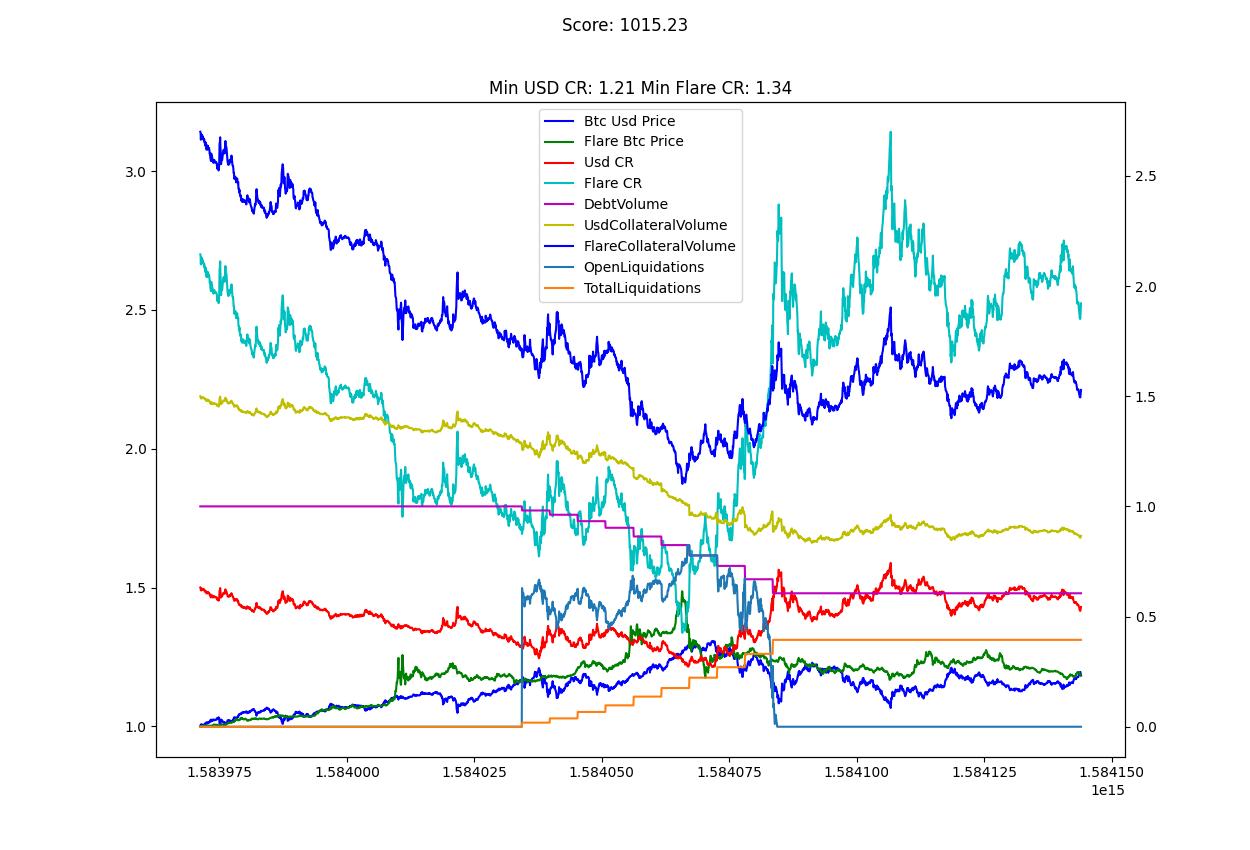 Score: 1015.23
Min USD CR: 1.21 Min Flare CR: 1.34
Btc Usd Price
Flare Btc Price
Usd CR
Flare CR
DebtVolume
UsdCollateralVolume
FlareCollateralVolume
OpenLiquidations
TotalLiquidations
3.0
2.5
2.0
1.5
1.0
2.5
2.0
1.5
1.0
0.5
0.0
1.583975
1.584000
1.584025
1.584050
1.584075
1.584100
1.584125
1.584150
1e15